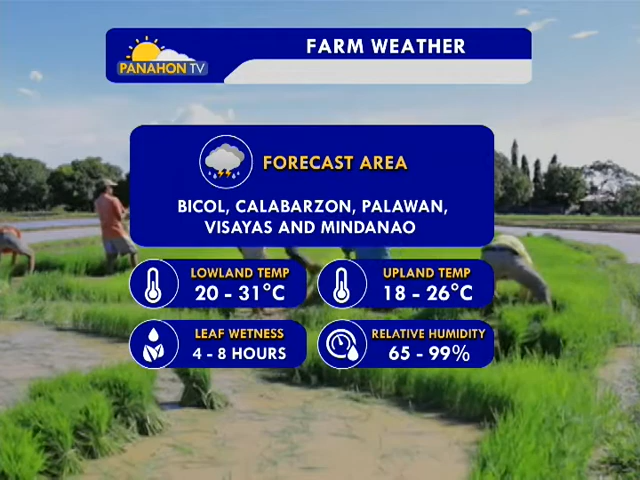 PANAHON TV
FARM WEATHER
FORECAST AREA
BICOL, CALABARZON, PALAWAN,
VISAYAS AND MINDANAO
LOWLAND TEMP
20 - 31°C
UPLAND TEMP
18 - 26°C
LEAF WETNESS
4 - 8 HOURS
RELATIVE HUMIDITY
65 - 99%